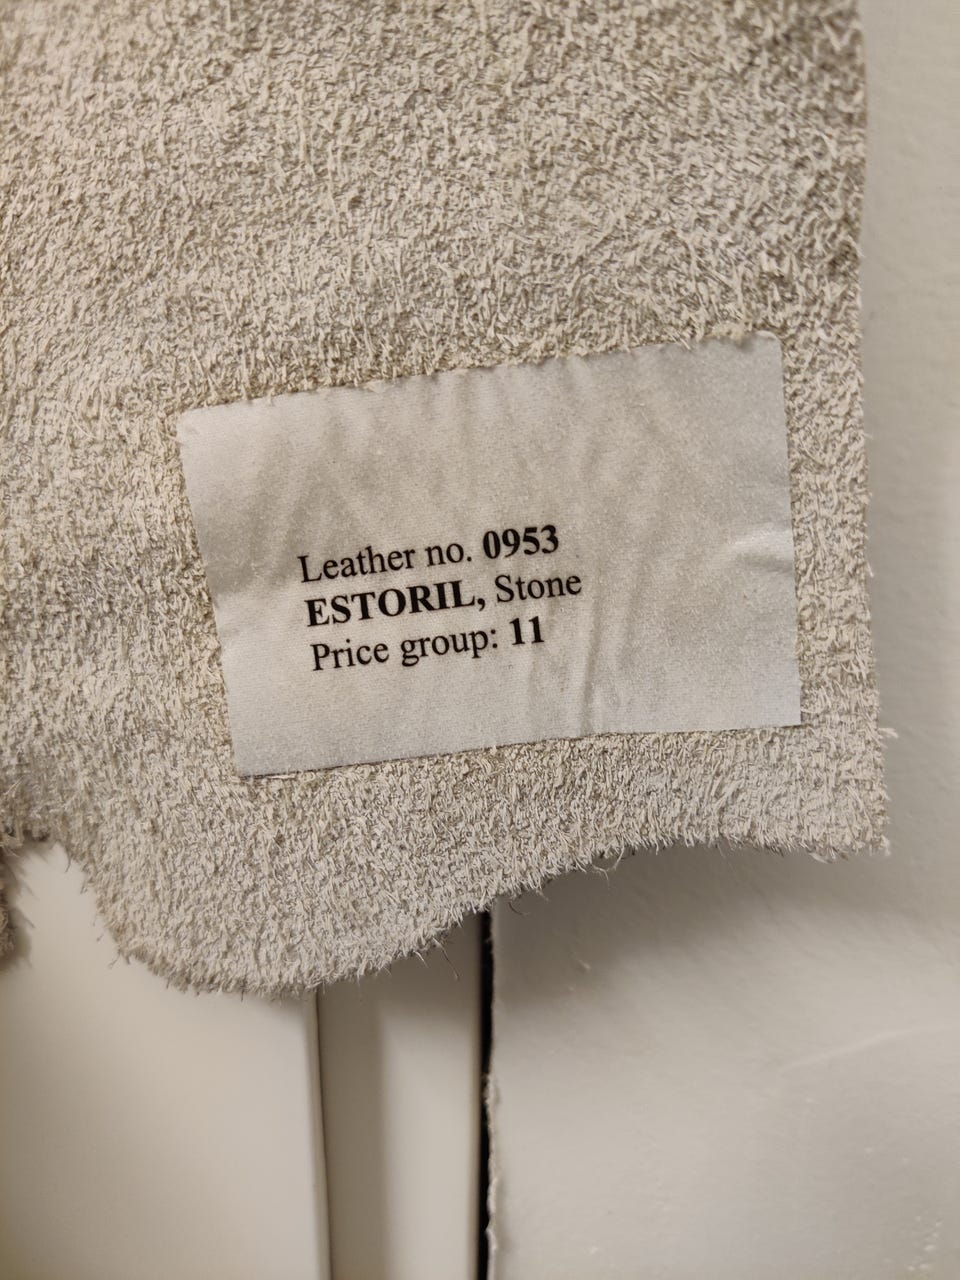 Leather no. 0953
ESTORIL, Stone
Price group: 11